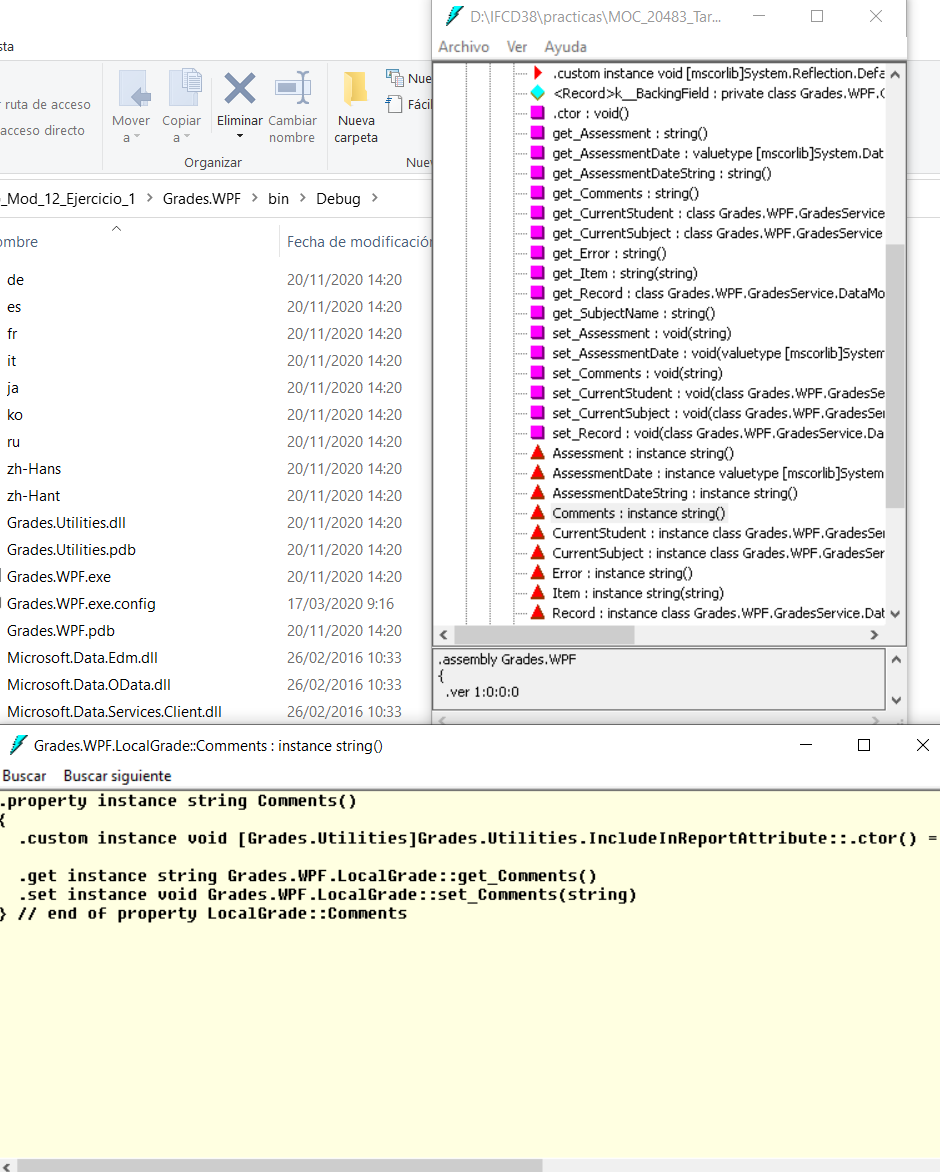 sta
ruta de acceso
acceso directo
Mover
a
Copiar
a
Eliminar
Cambiar
nombre
Organizar
Nueva
carpeta
Nue
Fácil
Nuev
_Mod_12_Ejercicio_1 > Grades.WPF > bin > Debug >
ombre
Fecha de modificación
de 20/11/2020 14:20
es 20/11/2020 14:20
fr 20/11/2020 14:20
it 20/11/2020 14:20
ja 20/11/2020 14:20
ko 20/11/2020 14:20
ru 20/11/2020 14:20
zh-Hans 20/11/2020 14:20
zh-Hant 20/11/2020 14:20
Grades.Utilities.dll 20/11/2020 14:20
Grades.Utilities.pdb 20/11/2020 14:20
Grades.WPF.exe 20/11/2020 14:20
Grades.WPF.exe.config 17/03/2020 9:16
Grades.WPF.pdb 20/11/2020 14:20
Microsoft.Data.Edm.dll 26/02/2016 10:33
Microsoft.Data.OData.dll 26/02/2016 10:33
Microsoft.Data.Services.Client.dll 26/02/2016 10:33
D:\IFCD38\practicas\MOC_20483_Tar...
Archivo Ver Ayuda
.custom instance void [mscorlib]System.Reflection.Defa
<Record>k__BackingField : private class Grades.WPF.G
.ctor : void()
get_Assessment : string()
get_AssessmentDate : valuetype [mscorlib]System.Dat
get_AssessmentDateString : string()
get_Comments : string()
get_CurrentStudent : class Grades.WPF.GradesService
get_CurrentSubject : class Grades.WPF.GradesService
get_Error : string()
get_Item : string(string)
get_Record : class Grades.WPF.GradesService.DataMo
get_SubjectName : string()
set_Assessment : void(string)
set_AssessmentDate : void(valuetype [mscorlib]System
set_Comments : void(string)
set_CurrentStudent : void(class Grades.WPF.GradesSe
set_CurrentSubject : void(class Grades.WPF.GradesSer
set_Record : void(class Grades.WPF.GradesService.Da
Assessment : instance string()
AssessmentDate : instance valuetype [mscorlib]System
AssessmentDateString : instance string()
Comments : instance string()
CurrentStudent : instance class Grades.WPF.GradesSer
CurrentSubject : instance class Grades.WPF.GradesSer
Error : instance string()
Item : instance string(string)
Record : instance class Grades.WPF.GradesService.Dat
.assembly Grades.WPF
{
.ver 1:0:0:0
Grades.WPF.LocalGrade::Comments : instance string()
Buscar Buscar siguiente
.property instance string Comments()
{
.custom instance void [Grades.Utilities]Grades.Utilities.IncludeInReportAttribute::.ctor() =
.get instance string Grades.WPF.LocalGrade::get_Comments()
.set instance void Grades.WPF.LocalGrade::set_Comments(string)
} // end of property LocalGrade::Comments